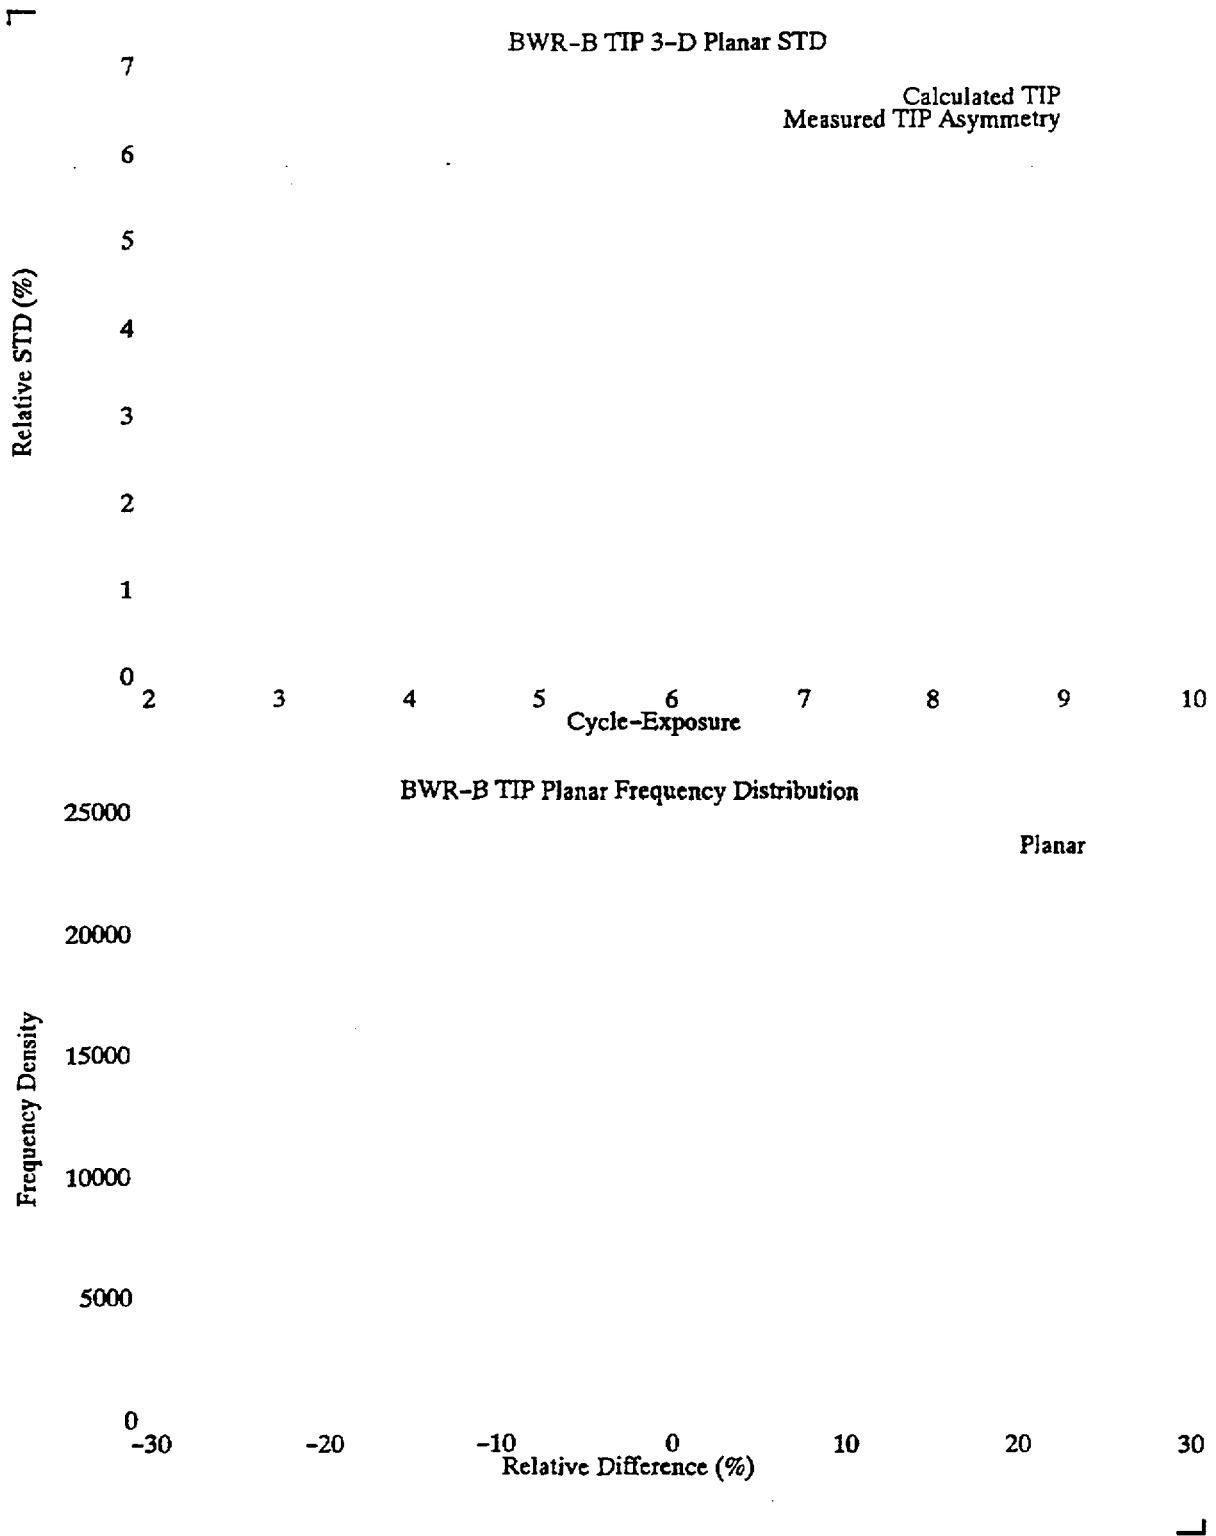 BWR-B TIP 3-D Planar STD
Calculated TIP
Measured TIP Asymmetry
7
6
5
4
3
2
1
0
Relative STD (%)
2 3 4 5 6 7 8 9 10
Cycle-Exposure
BWR-B TIP Planar Frequency Distribution
Planar
25000
20000
15000
10000
5000
0
Frequency Density
-30 -20 -10 0 10 20 30
Relative Difference (%)